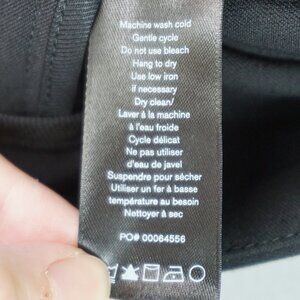 Machine wash cold
Gentle cycle
Do not use bleach
Hang to dry
Use low iron
if necessary
Dry clean/
Laver à la machine
à l'eau froide
Cycle délicat
Ne pas utiliser
d'eau de javel
Suspendre pour sécher
Utiliser un fer à basse
température au besoin
Nettoyer à sec
PO# 00064556